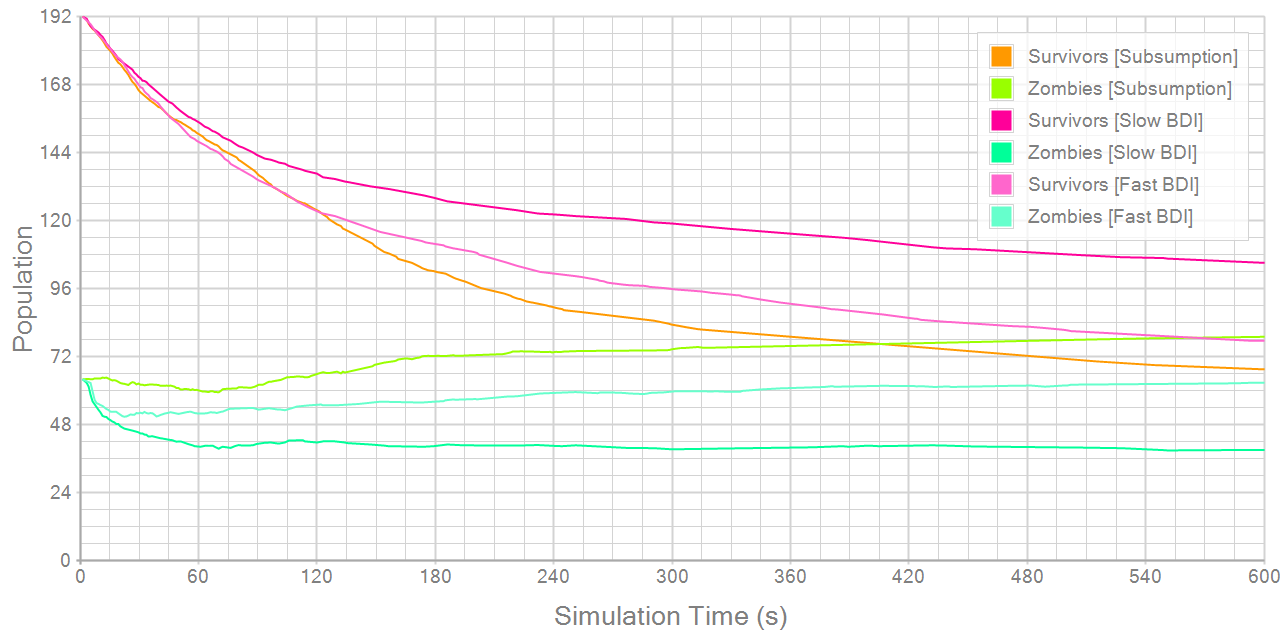 192
168
144
120
96
72
48
24
0
Population
Survivors [Subsumption]
Zombies [Subsumption]
Survivors [Slow BDI]
Zombies [Slow BDI]
Survivors [Fast BDI]
Zombies [Fast BDI]
0 60 120 180 240 300 360 420 480 540 600
Simulation Time (s)